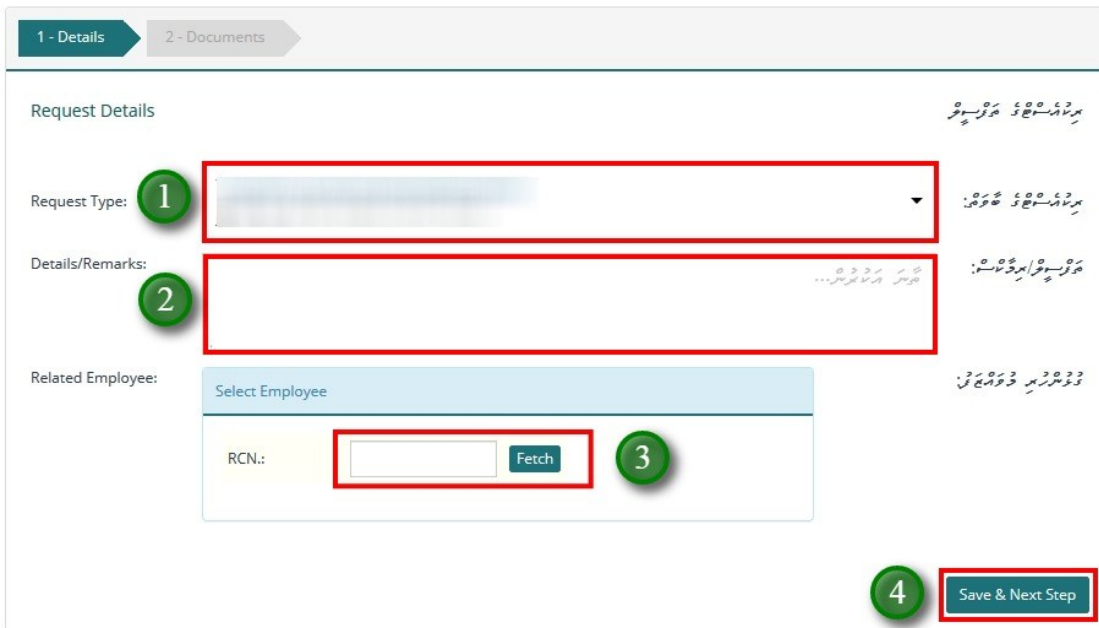 1 - Details
2 - Documents
Request Details
ރިކުއެސްޓްގެ ތަފްސީލް
Request Type:
1
ރިކުއެސްޓްގެ ބާވަތް:
Details/Remarks:
2
ތާނަ އަކުރުން...
ތަފްސީލް/ރިމާކްސް:
Related Employee:
Select Employee
ގުޅުންހުރި މުވައްޒަފު:
RCN.:
Fetch
3
4
Save & Next Step